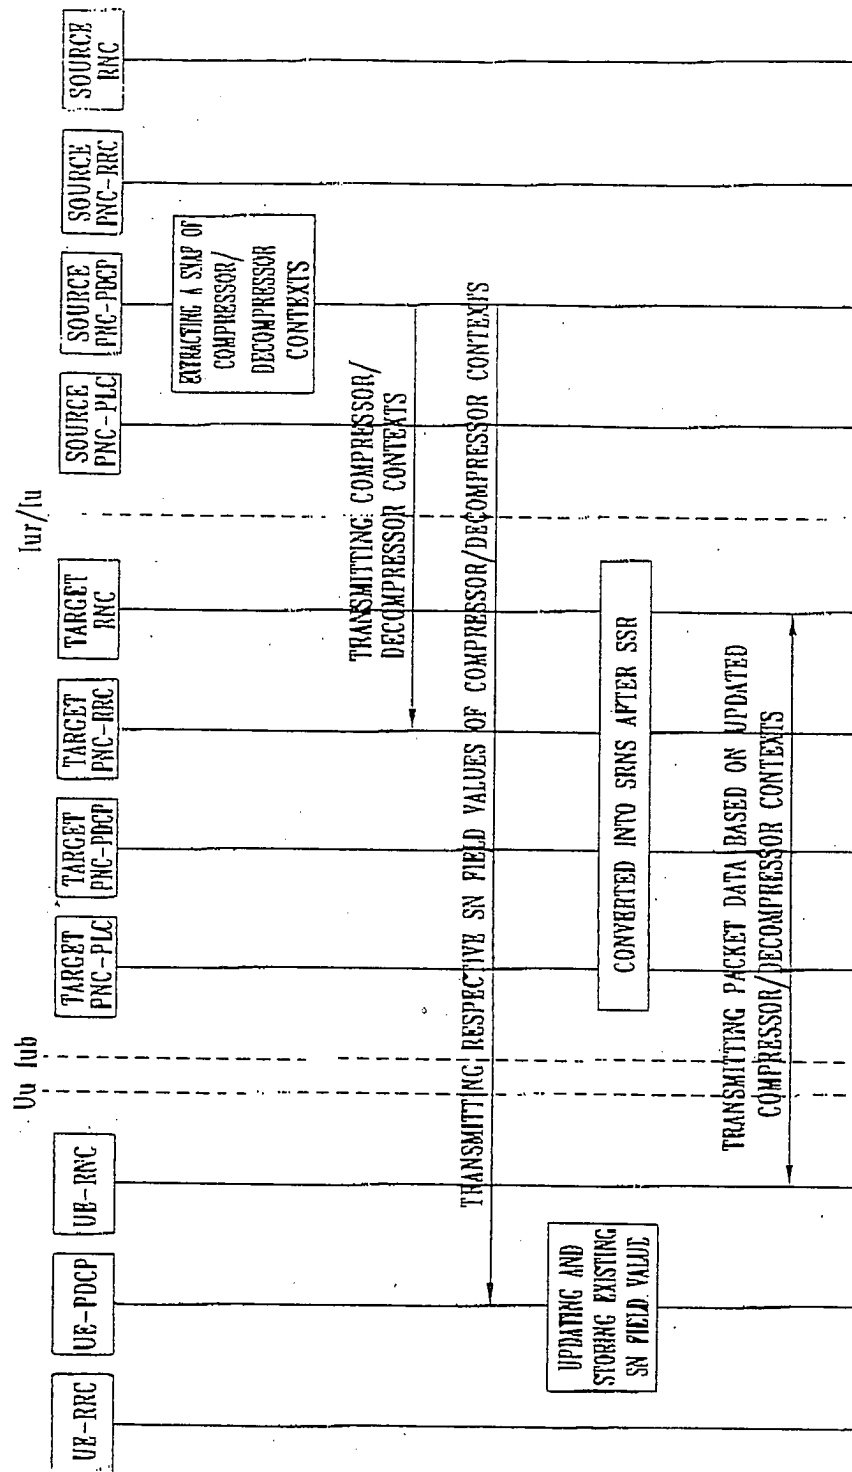 UE-RRC
UE-PDCP
UE-RNC
Uu Iub
TARGET
PNC-PLC
TARGET
PNC-PDCP
TARGET
PNC-RRC
TARGET
RNC
Iur/Iu
SOURCE
PNC-PLC
SOURCE
PNC-PDCP
SOURCE
PNC-RRC
SOURCE
RNC
EXTRACTING A SNAP OF
COMPRESSOR/
DECOMPRESSOR
CONTEXTS
TRANSMITTING COMPRESSOR/
DECOMPRESSOR CONTEXTS
TRANSMITTING RESPECTIVE SN FIELD VALUES OF COMPRESSOR/DECOMPRESSOR CONTEXTS
UPDATING AND
STORING EXISTING
SN FIELD VALUE
CONVERTED INTO SRNS AFTER SSR
TRANSMITTING PACKET DATA BASED ON UPDATED
COMPRESSOR/DECOMPRESSOR CONTEXTS